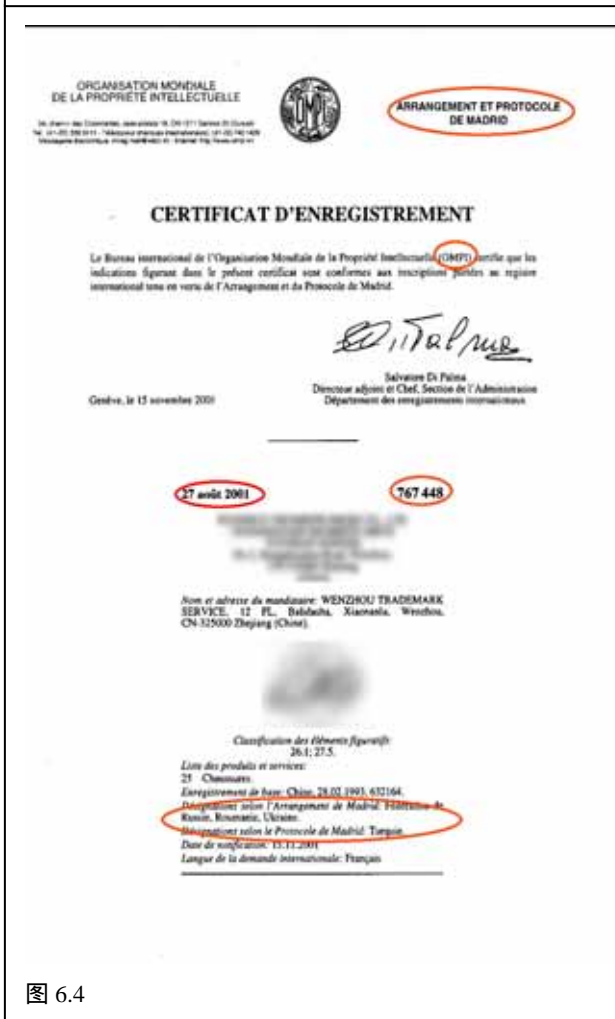 ORGANISATION MONDIALE
DE LA PROPRIÉTÉ INTELLECTUELLE
ARRANGEMENT ET PROTOCOLE
DE MADRID
CERTIFICAT D'ENREGISTREMENT
Le Bureau international de l'Organisation Mondiale de la Propriété Intellectuelle (OMPI) certifie que les
indications figurant dans le présent certificat sont conformes aux inscriptions portées au registre
international tenu en vertu de l'Arrangement et du Protocole de Madrid.
Salvatore Di Palma
Directeur adjoint et Chef, Section de l'Administration
Département des enregistrements internationaux
Genève, le 15 novembre 2001
27 août 2001
767 448
Nom et adresse du mandataire: WENZHOU TRADEMARK
SERVICE, 12 FL, Wenzhou,
CN-325000 Zhejiang (Chine).
Classification des éléments figuratifs:
26.1; 27.5.
Liste des produits et services:
25 Chaussures.
Enregistrement de base: Chine, 28.02.1993, 632164.
Désignations selon l'Arrangement de Madrid: Fédération de
Russie, Roumanie, Ukraine.
Désignations selon le Protocole de Madrid: Turquie.
Date de notification: 15.11.2001
Langue de la demande internationale: Français
图 6.4